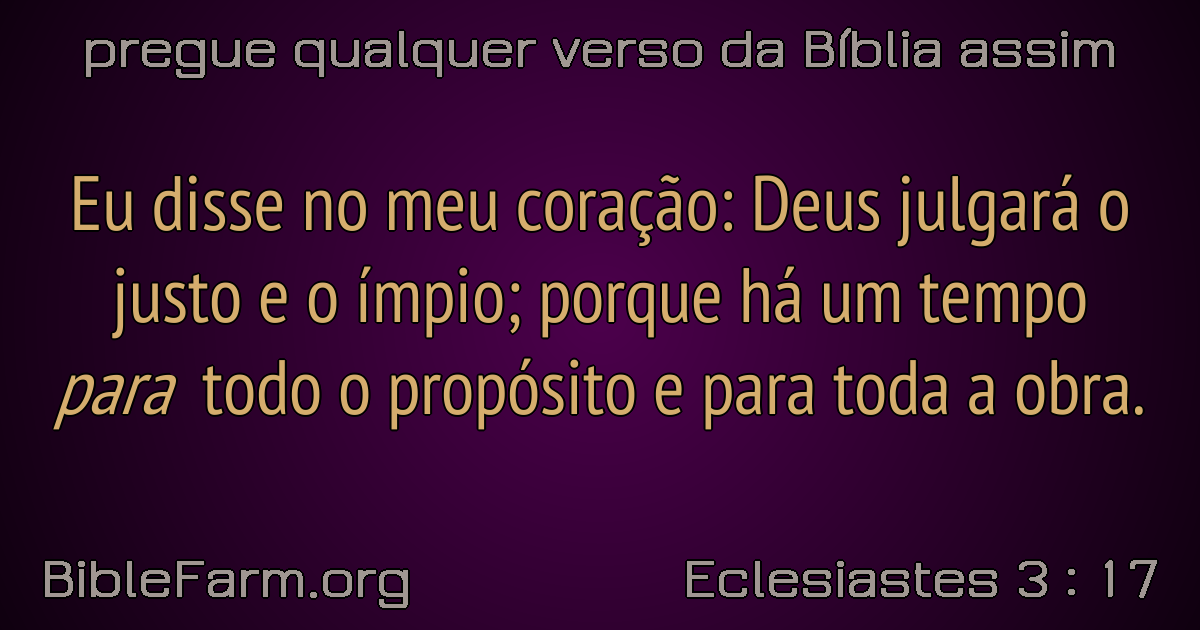 pregue qualquer verso da Bíblia assim
Eu disse no meu coração: Deus julgará o
justo e o ímpio; porque há um tempo
para todo o propósito e para toda a obra.
BibleFarm.org
Eclesiastes 3 : 17